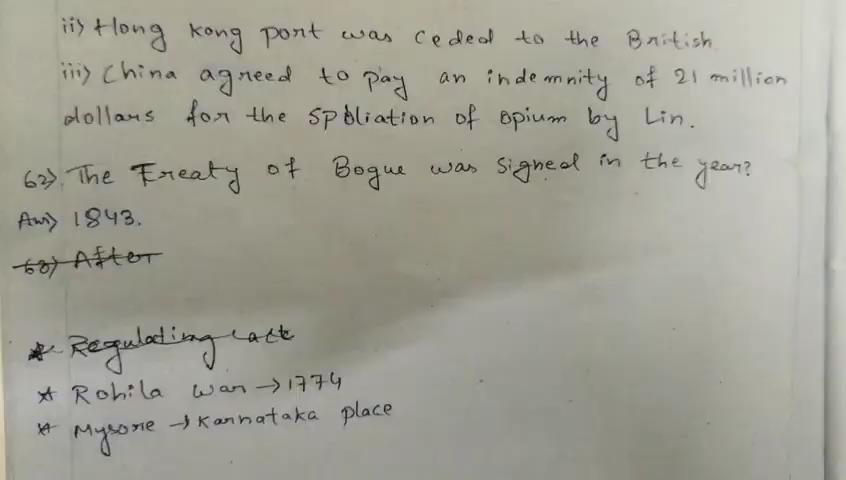 ii) Hong Kong port was ceded to the British
iii) China agreed to pay an indemnity of 21 million
dollars for the spoliation of opium by Lin.
62) The Treaty of Bogue was signed in the year?
Ans) 1843.
63) After
* Regulating act
* Rohila war → 1774
* Mysore → Karnataka place